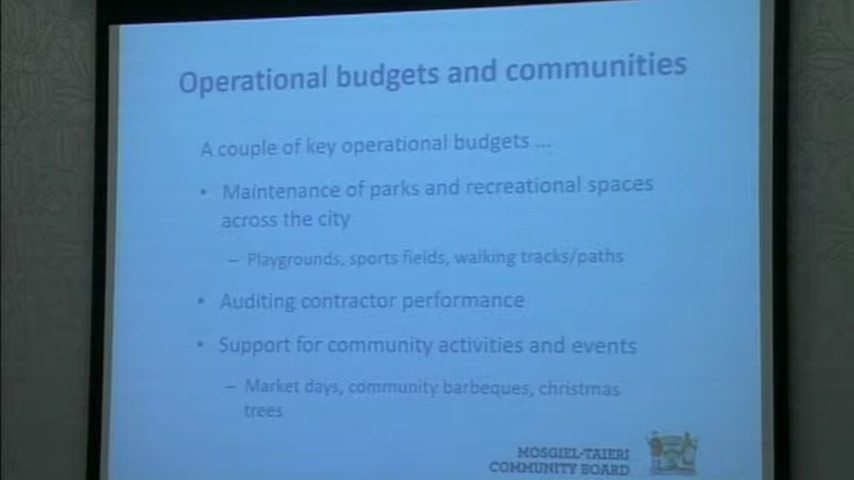 Operational budgets and communities
A couple of key operational budgets ...
• Maintenance of parks and recreational spaces
across the city
– Playgrounds, sports fields, walking tracks/paths
• Auditing contractor performance
• Support for community activities and events
– Market days, community barbeques, christmas
trees
MOSGIEL-TAIERI
COMMUNITY BOARD